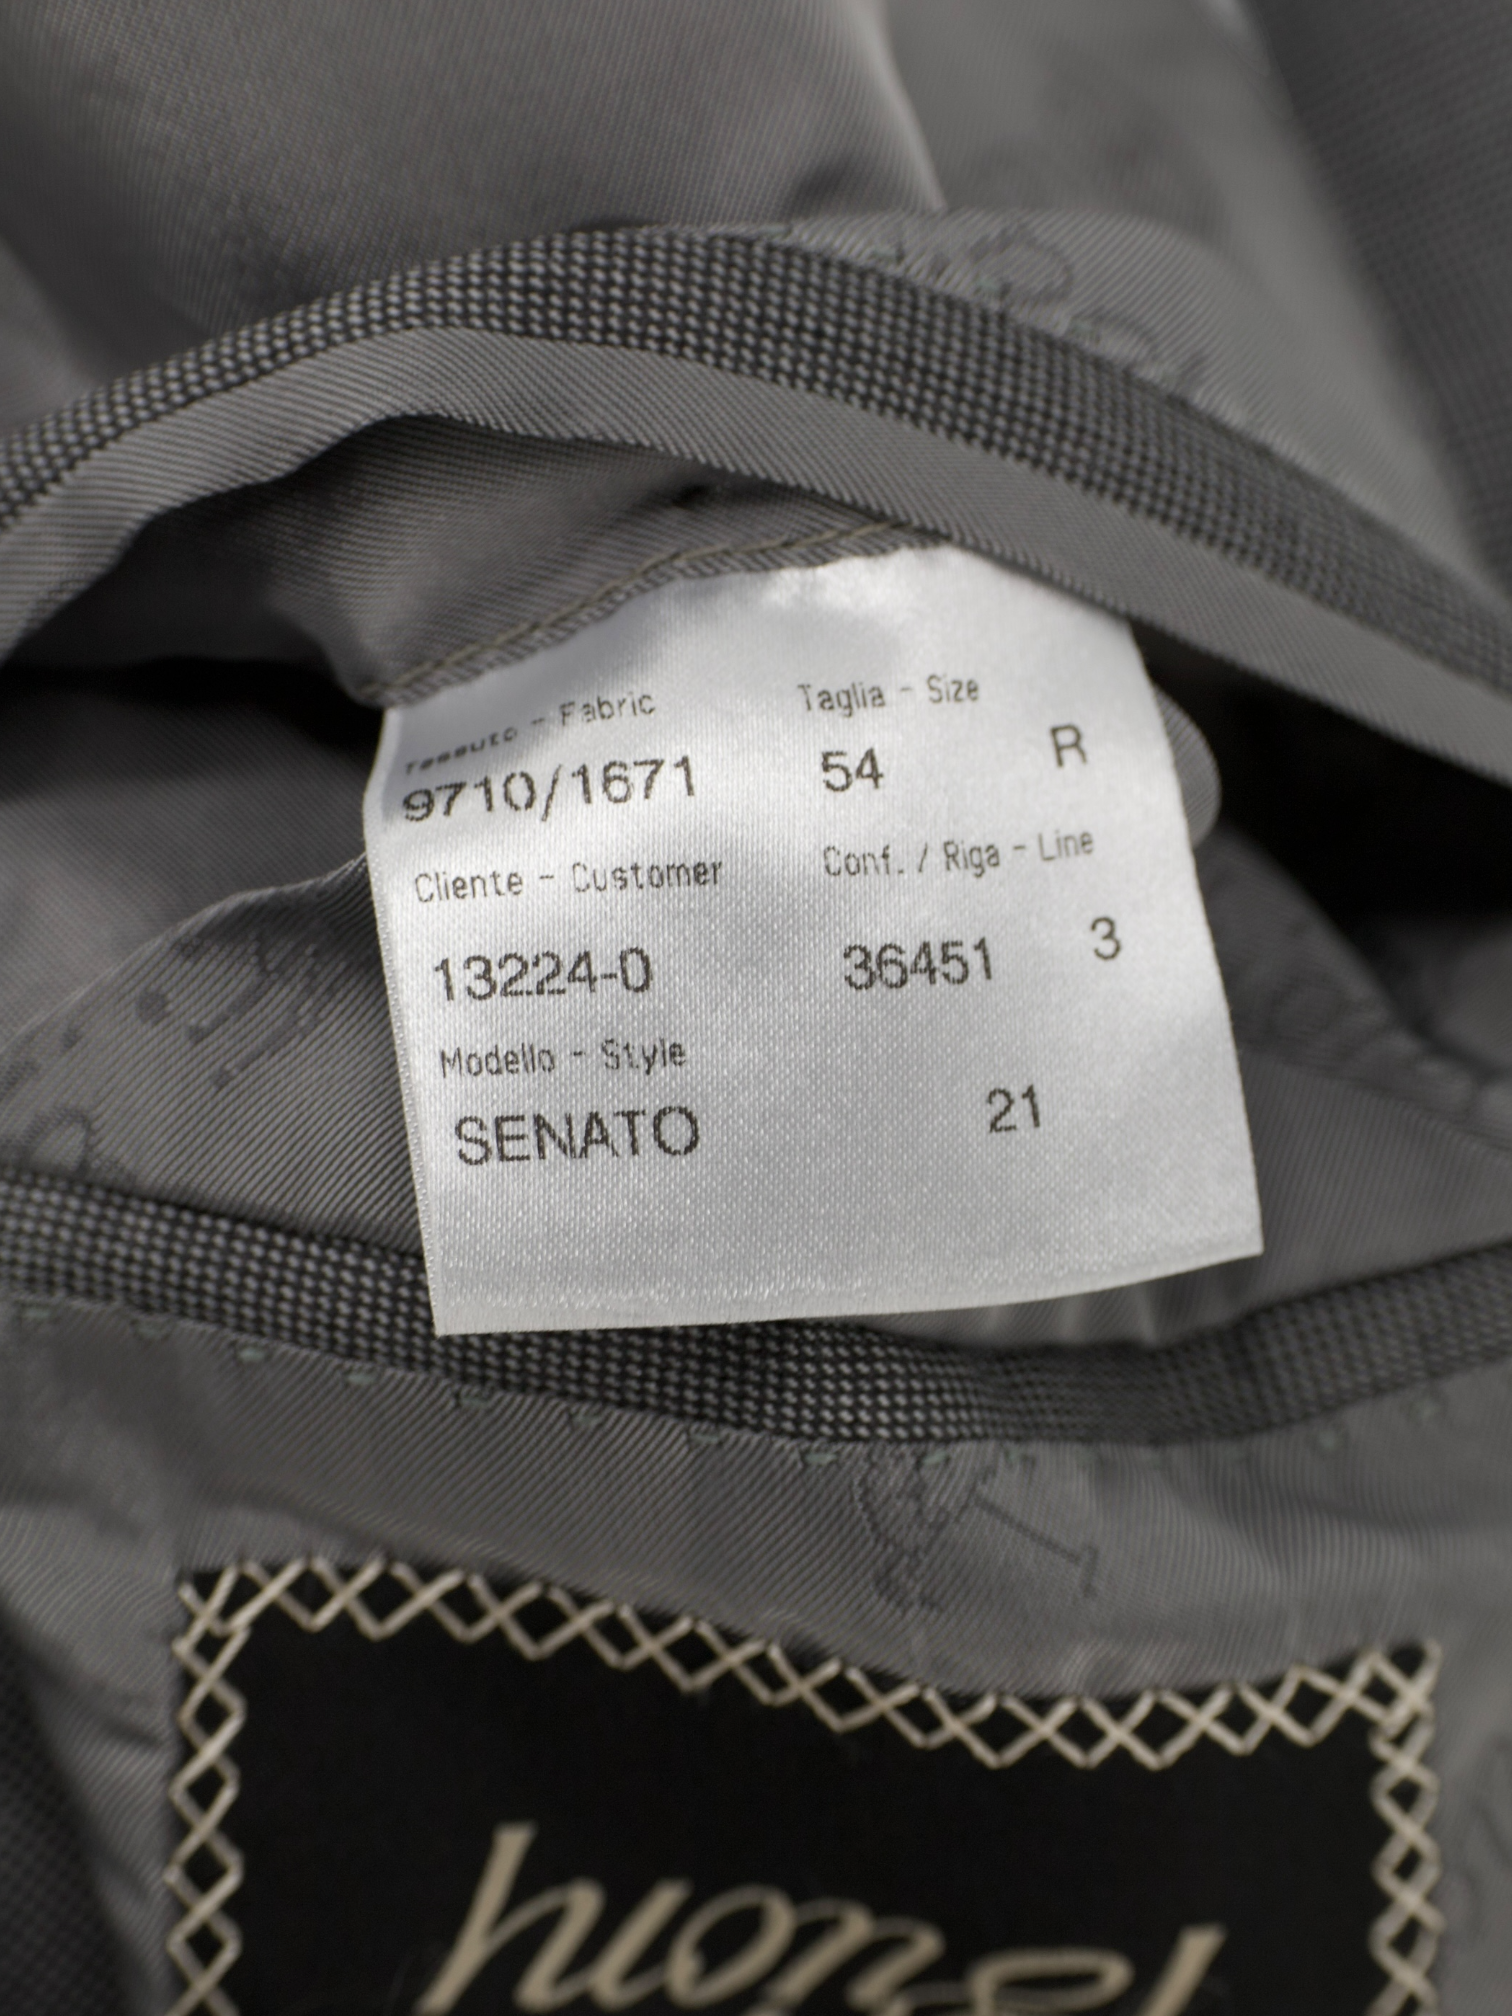 Tessuto - Fabric Taglia - Size
9710/1671 54 R
Cliente - Customer Conf. / Riga - Line
13224-0 36451 3
Modello - Style
SENATO 21
Brioni